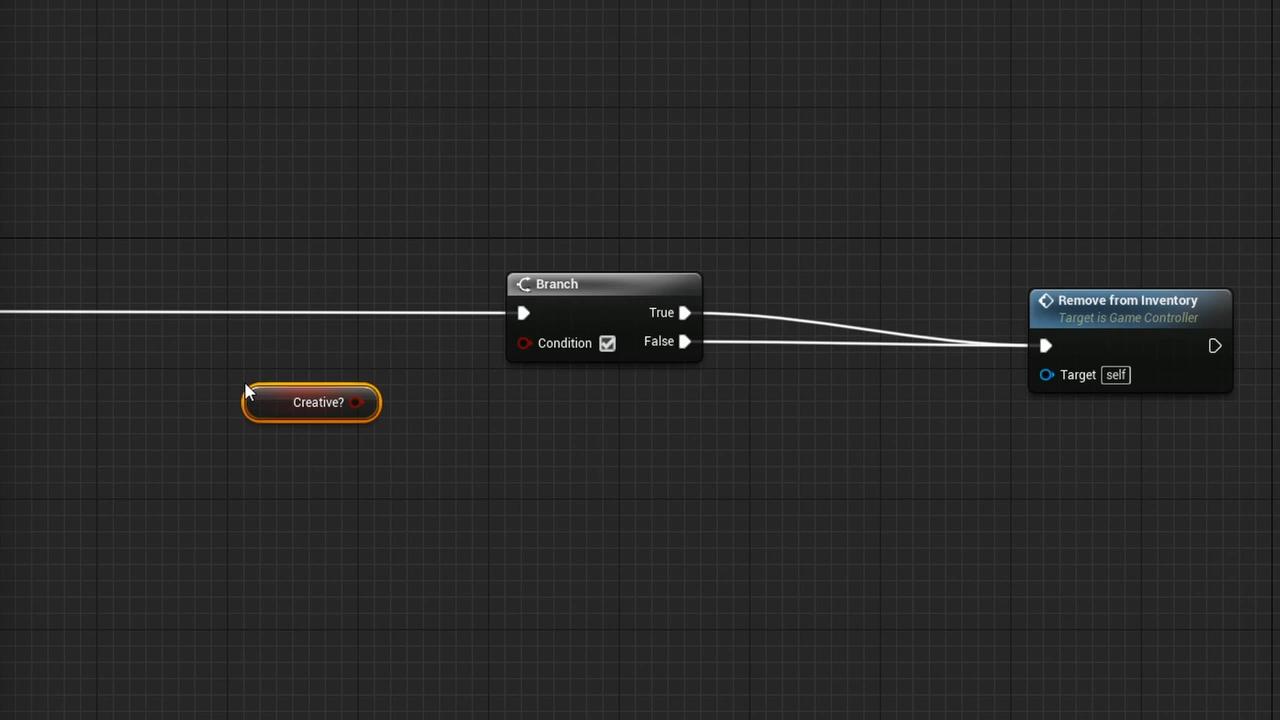 Branch
True
Condition
False
Creative?
Remove from Inventory
Target is Game Controller
Target self